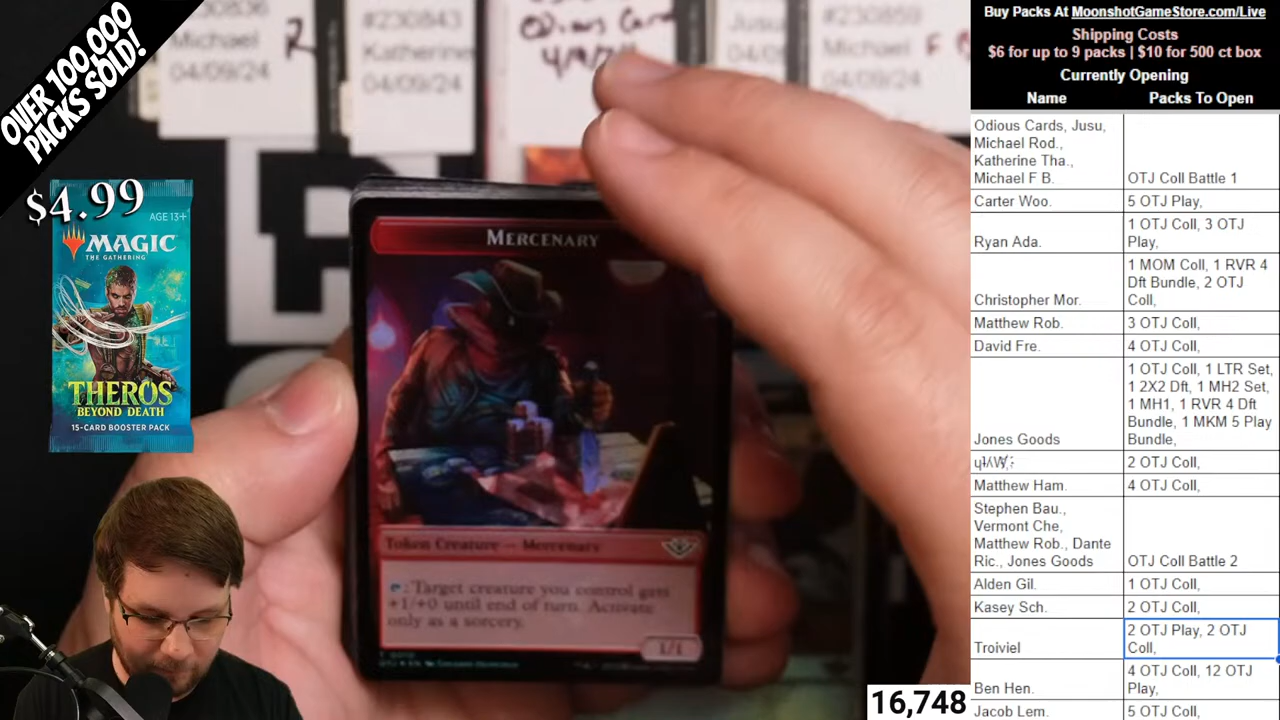 OVER 100,000
PACKS SOLD!
$4.99
AGE 13+
MAGIC
THE GATHERING
THEROS
BEYOND DEATH
15-CARD BOOSTER PACK
#230836
Michael R
04/09/24
#230843
Katherine
04/09/24
Odious Card
4/9/24
Jusu
04/0
#230859
Michael F B
04/09/24
MERCENARY
Token Creature — Mercenary
: Target creature you control gets
+1/+0 until end of turn. Activate
only as a sorcery.
1/1
Buy Packs At MoonshotGameStore.com/Live
Shipping Costs
$6 for up to 9 packs | $10 for 500 ct box
Currently Opening
Name Packs To Open
Odious Cards, Jusu,
Michael Rod.,
Katherine Tha.,
Michael F B. OTJ Coll Battle 1
Carter Woo. 5 OTJ Play,
1 OTJ Coll, 3 OTJ
Ryan Ada. Play,
1 MOM Coll, 1 RVR 4
Dft Bundle, 2 OTJ
Christopher Mor. Coll,
Matthew Rob. 3 OTJ Coll,
David Fre. 4 OTJ Coll,
1 OTJ Coll, 1 LTR Set,
1 2X2 Dft, 1 MH2 Set,
1 MH1, 1 RVR 4 Dft
Bundle, 1 MKM 5 Play
Jones Goods Bundle,
2 OTJ Coll,
Matthew Ham. 4 OTJ Coll,
Stephen Bau.,
Vermont Che,
Matthew Rob., Dante
Ric., Jones Goods OTJ Coll Battle 2
Alden Gil. 1 OTJ Coll,
Kasey Sch. 2 OTJ Coll,
2 OTJ Play, 2 OTJ
Troiviel Coll,
4 OTJ Coll, 12 OTJ
Ben Hen. Play,
Jacob Lem. 5 OTJ Coll,
16,748